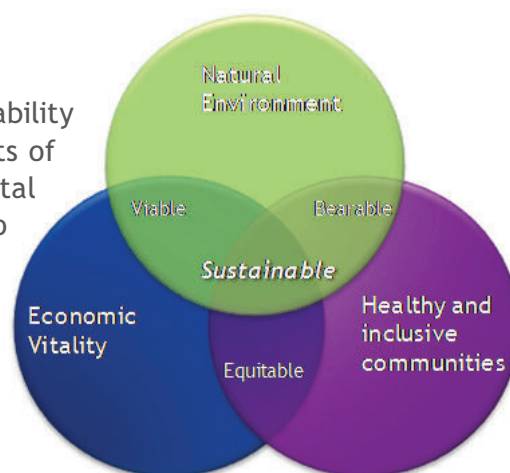 Natural
Environment
ability
ts of
tal
Viable
Bearable
Sustainable
Economic
Vitality
Healthy and
inclusive
communities
Equitable